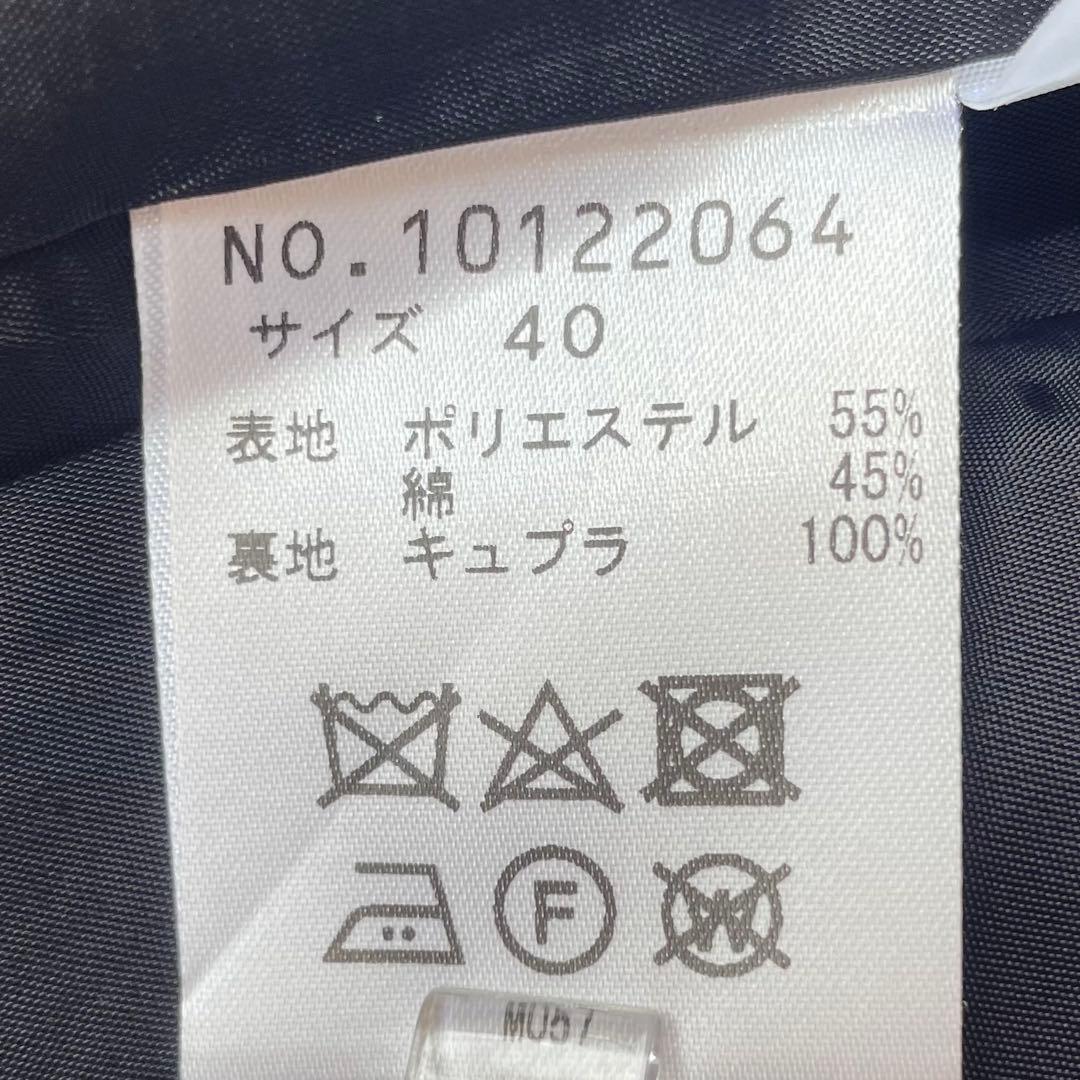 NO.10122064
サイズ 40
表地 ポリエステル 55%
綿 45%
裏地 キュプラ 100%
F
W
MU57